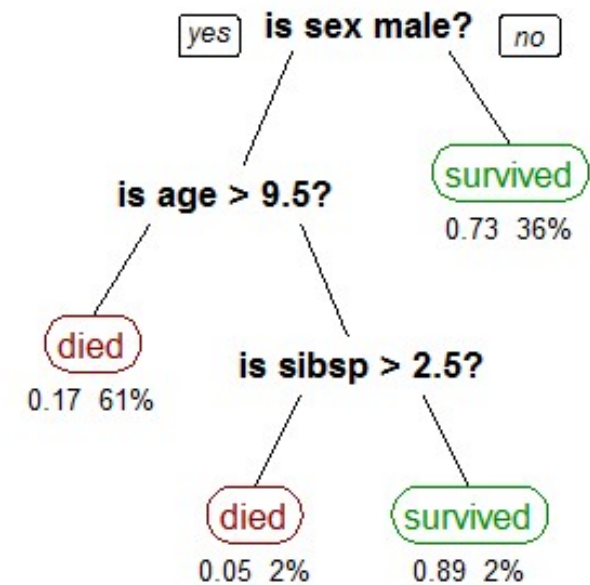 yes is sex male? no
survived
is age > 9.5?
0.73 36%
died
is sibsp > 2.5?
0.17 61%
died survived
0.05 2% 0.89 2%